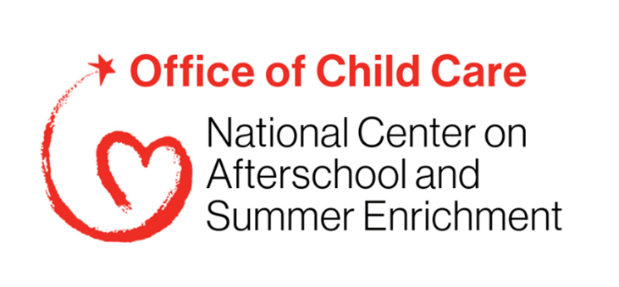 Office of Child Care
National Center on
Afterschool and
Summer Enrichment